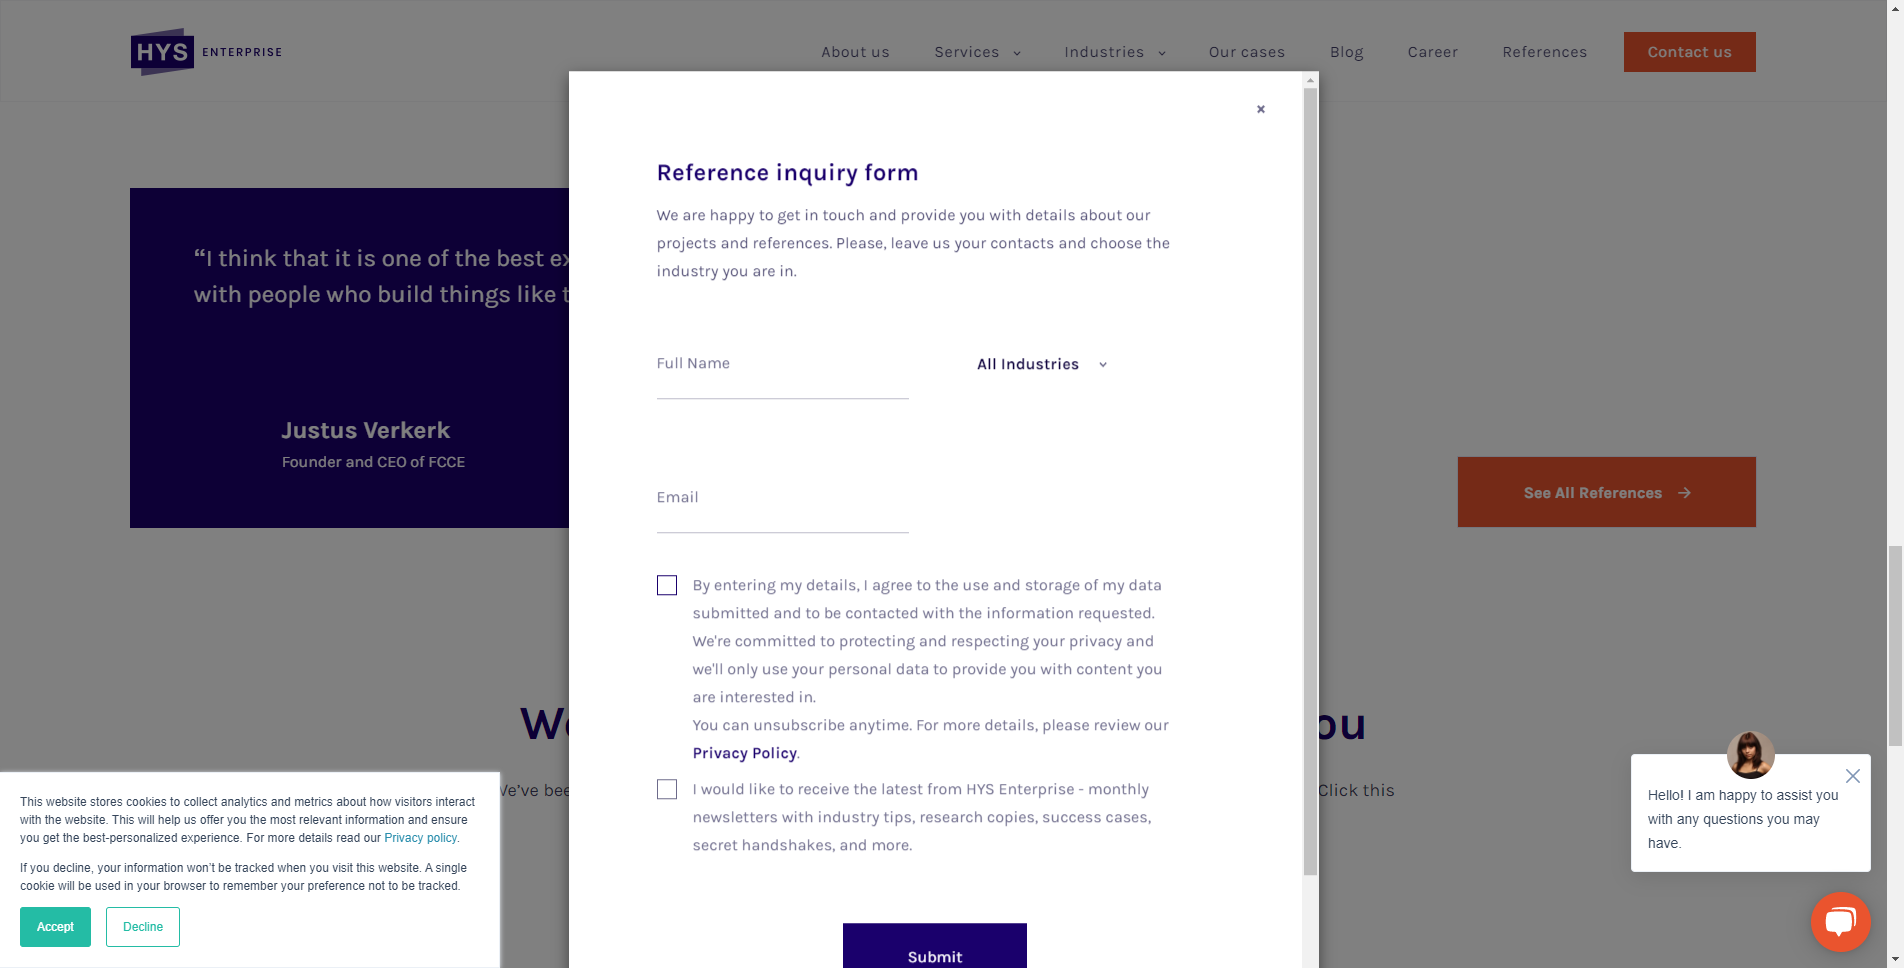 HYS ENTERPRISE
About us
Services
Industries
Our cases
Blog
Career
References
Contact us
×
Reference inquiry form
We are happy to get in touch and provide you with details about our
projects and references. Please, leave us your contacts and choose the
industry you are in.
“I think that it is one of the best
with people who build things like
Justus Verkerk
Founder and CEO of FCCE
Full Name
All Industries
Email
See All References →
By entering my details, I agree to the use and storage of my data
submitted and to be contacted with the information requested.
We're committed to protecting and respecting your privacy and
we'll only use your personal data to provide you with content you
are interested in.
You can unsubscribe anytime. For more details, please review our
Privacy Policy.
I would like to receive the latest from HYS Enterprise - monthly
newsletters with industry tips, research copies, success cases,
secret handshakes, and more.
Submit
Click this
This website stores cookies to collect analytics and metrics about how visitors interact
with the website. This will help us offer you the most relevant information and ensure
you get the best-personalized experience. For more details read our Privacy policy.
If you decline, your information won't be tracked when you visit this website. A single
cookie will be used in your browser to remember your preference not to be tracked.
Accept
Decline
Hello! I am happy to assist you
with any questions you may
have.